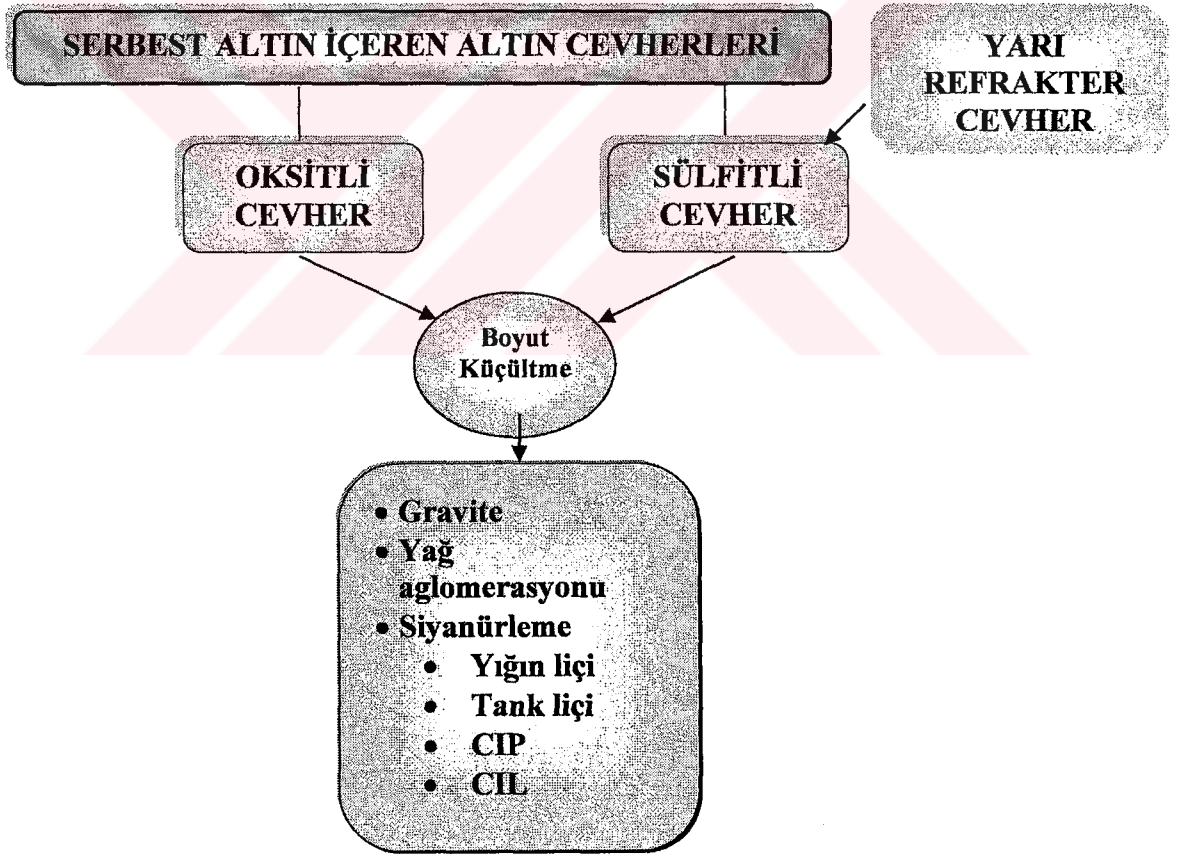 SERBEST ALTIN İÇEREN ALTIN CEVHERLERİ
YARI
REFRAKTER
CEVHER
OKSİTLİ
CEVHER
SÜLFİTLİ
CEVHER
Boyut
Küçültme
• Gravite
• Yağ
aglomerasyonu
• Siyanürleme
• Yığın liçi
• Tank liçi
• CIP
• CIL